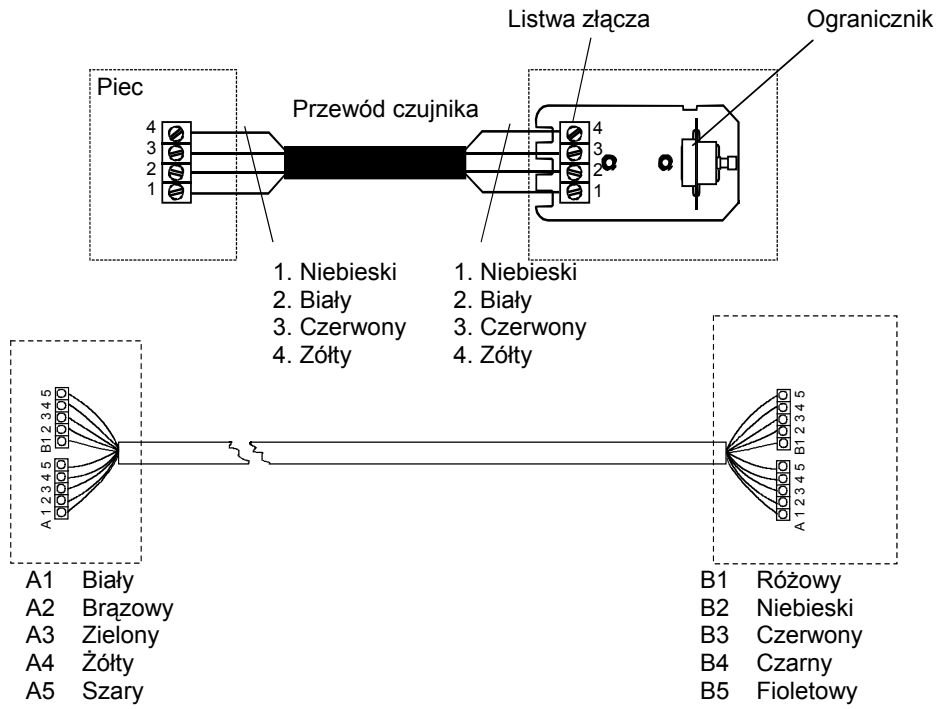 Listwa złącza
Ogranicznik
Piec
Przewód czujnika
4
3
2
1
4
3
2
1
1. Niebieski
2. Biały
3. Czerwony
4. Zółty
1. Niebieski
2. Biały
3. Czerwony
4. Zółty
B1 2 3 4 5
A 1 2 3 4 5
B1 2 3 4 5
A 1 2 3 4 5
A1 Biały
A2 Brązowy
A3 Zielony
A4 Żółty
A5 Szary
B1 Różowy
B2 Niebieski
B3 Czerwony
B4 Czarny
B5 Fioletowy